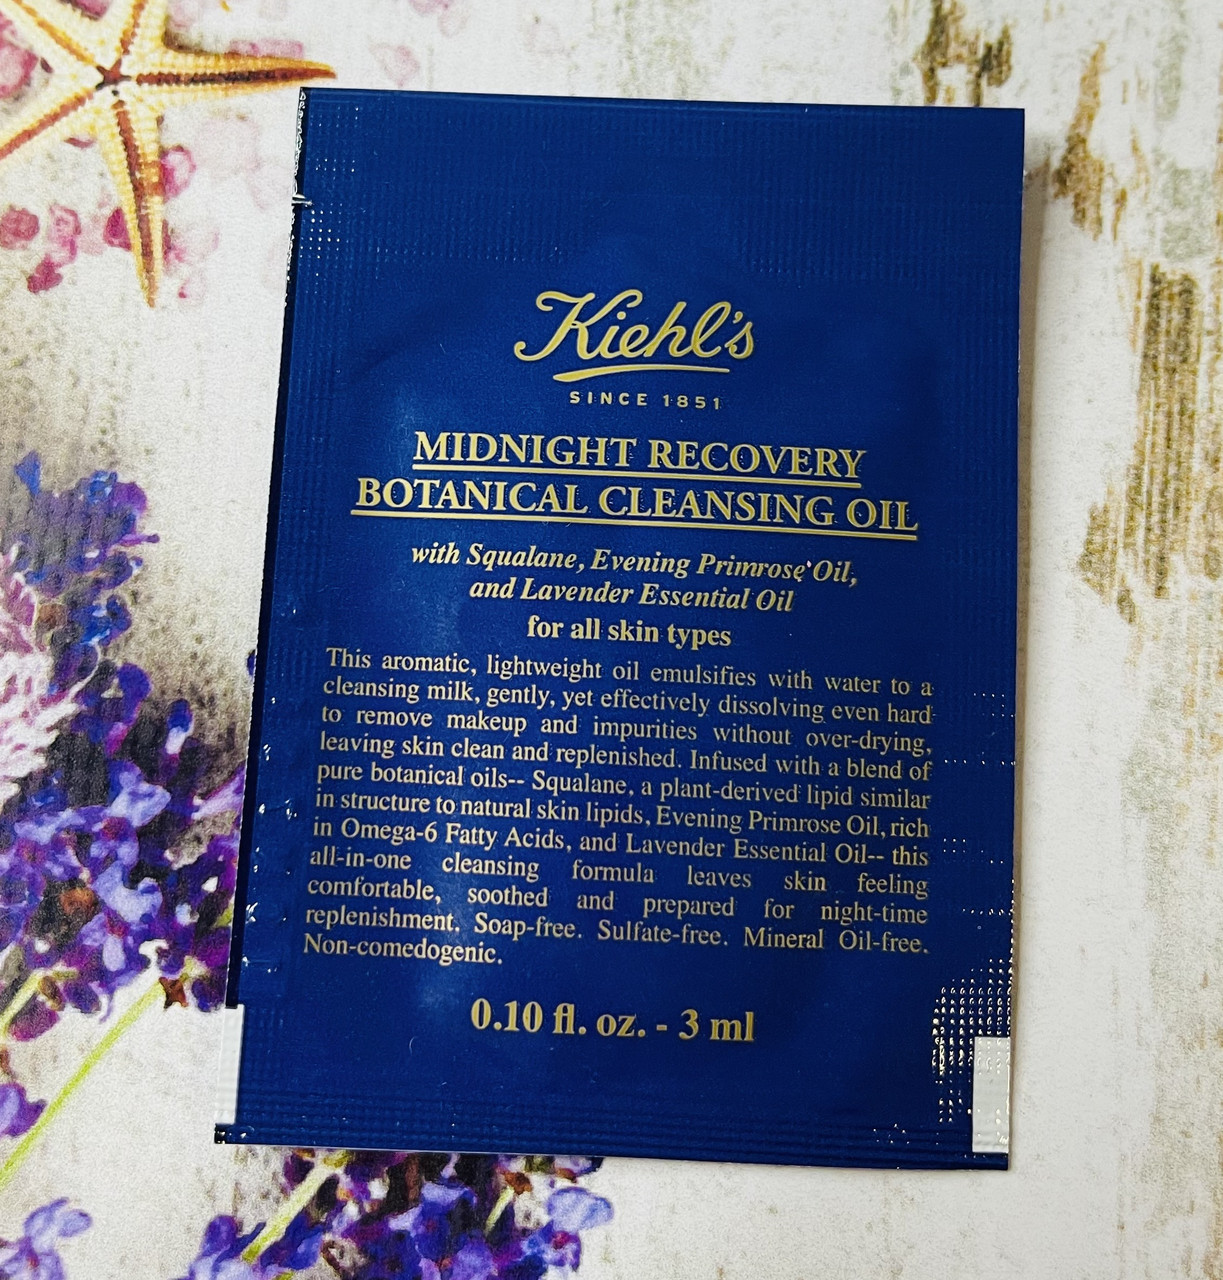 Kiehl's
SINCE 1851
MIDNIGHT RECOVERY
BOTANICAL CLEANSING OIL
with Squalane, Evening Primrose Oil,
and Lavender Essential Oil
for all skin types
This aromatic, lightweight oil emulsifies with water to a
cleansing milk, gently, yet effectively dissolving even hard
to remove makeup and impurities without over-drying,
leaving skin clean and replenished. Infused with a blend of
pure botanical oils-- Squalane, a plant-derived lipid similar
in structure to natural skin lipids, Evening Primrose Oil, rich
in Omega-6 Fatty Acids, and Lavender Essential Oil-- this
all-in-one cleansing formula leaves skin feeling
comfortable, soothed and prepared for night-time
replenishment. Soap-free. Sulfate-free. Mineral Oil-free.
Non-comedogenic.
0.10 fl. oz. - 3 ml